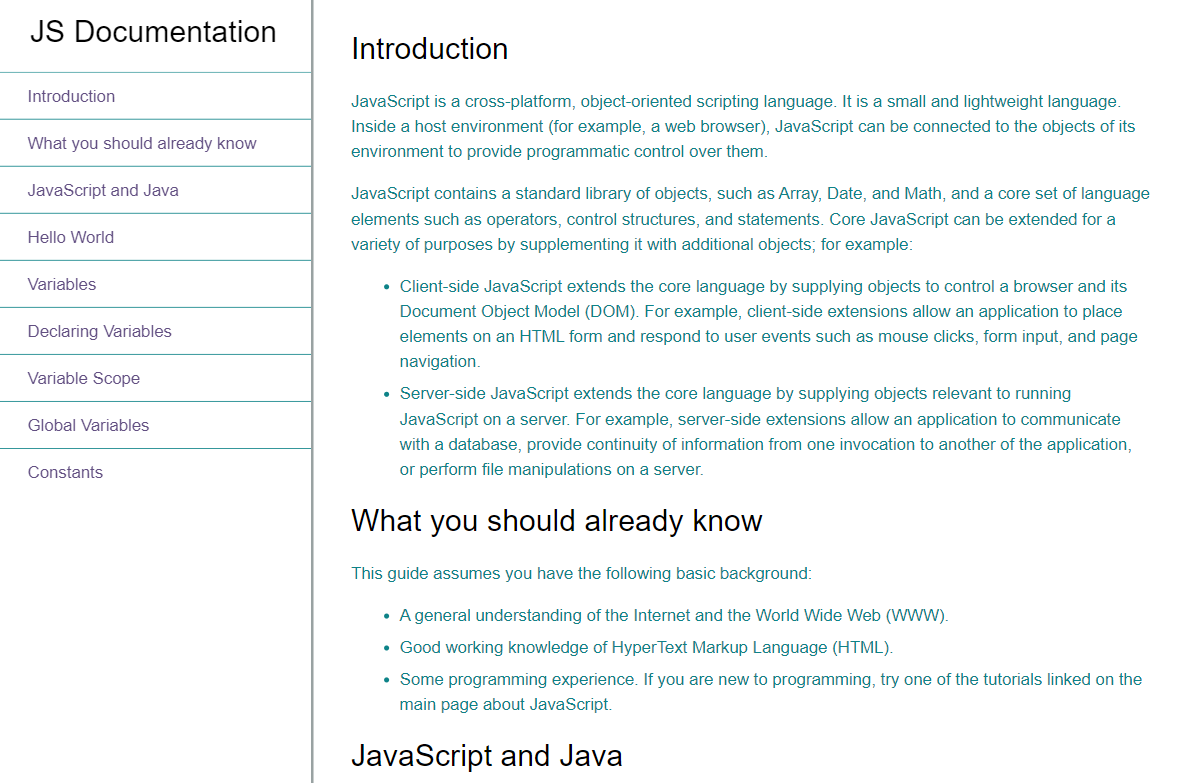 JS Documentation
Introduction
What you should already know
JavaScript and Java
Hello World
Variables
Declaring Variables
Variable Scope
Global Variables
Constants
Introduction
JavaScript is a cross-platform, object-oriented scripting language. It is a small and lightweight language.
Inside a host environment (for example, a web browser), JavaScript can be connected to the objects of its
environment to provide programmatic control over them.
JavaScript contains a standard library of objects, such as Array, Date, and Math, and a core set of language
elements such as operators, control structures, and statements. Core JavaScript can be extended for a
variety of purposes by supplementing it with additional objects; for example:
• Client-side JavaScript extends the core language by supplying objects to control a browser and its
Document Object Model (DOM). For example, client-side extensions allow an application to place
elements on an HTML form and respond to user events such as mouse clicks, form input, and page
navigation.
• Server-side JavaScript extends the core language by supplying objects relevant to running
JavaScript on a server. For example, server-side extensions allow an application to communicate
with a database, provide continuity of information from one invocation to another of the application,
or perform file manipulations on a server.
What you should already know
This guide assumes you have the following basic background:
• A general understanding of the Internet and the World Wide Web (WWW).
• Good working knowledge of HyperText Markup Language (HTML).
• Some programming experience. If you are new to programming, try one of the tutorials linked on the
main page about JavaScript.
JavaScript and Java